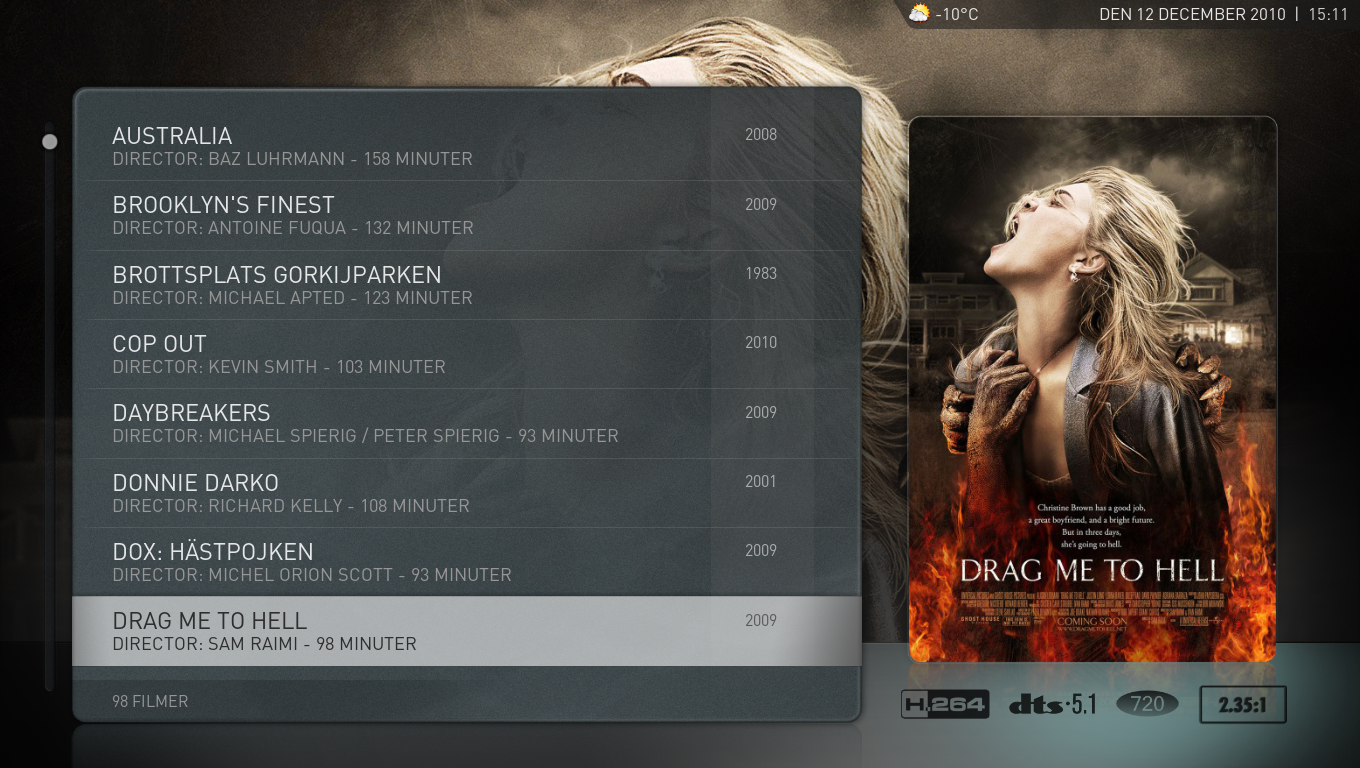 -10°C
DEN 12 DECEMBER 2010 | 15:11
AUSTRALIA 2008
DIRECTOR: BAZ LUHRMANN - 158 MINUTER
BROOKLYN'S FINEST 2009
DIRECTOR: ANTOINE FUQUA - 132 MINUTER
BROTTSPLATS GORKIJPARKEN 1983
DIRECTOR: MICHAEL APTED - 123 MINUTER
COP OUT 2010
DIRECTOR: KEVIN SMITH - 103 MINUTER
DAYBREAKERS 2009
DIRECTOR: MICHAEL SPIERIG / PETER SPIERIG - 93 MINUTER
DONNIE DARKO 2001
DIRECTOR: RICHARD KELLY - 108 MINUTER
DOX: HÄSTPOJKEN 2009
DIRECTOR: MICHEL ORION SCOTT - 93 MINUTER
DRAG ME TO HELL 2009
DIRECTOR: SAM RAIMI - 98 MINUTER
98 FILMER
Christine Brown has a good job,
a great boyfriend, and a bright future.
But in three days,
she's going to hell.
DRAG ME TO HELL
GHOST HOUSE
COMING SOON
WWW.DRAGMETOHELL.NET
H.264 dts·5.1 720 2.35:1